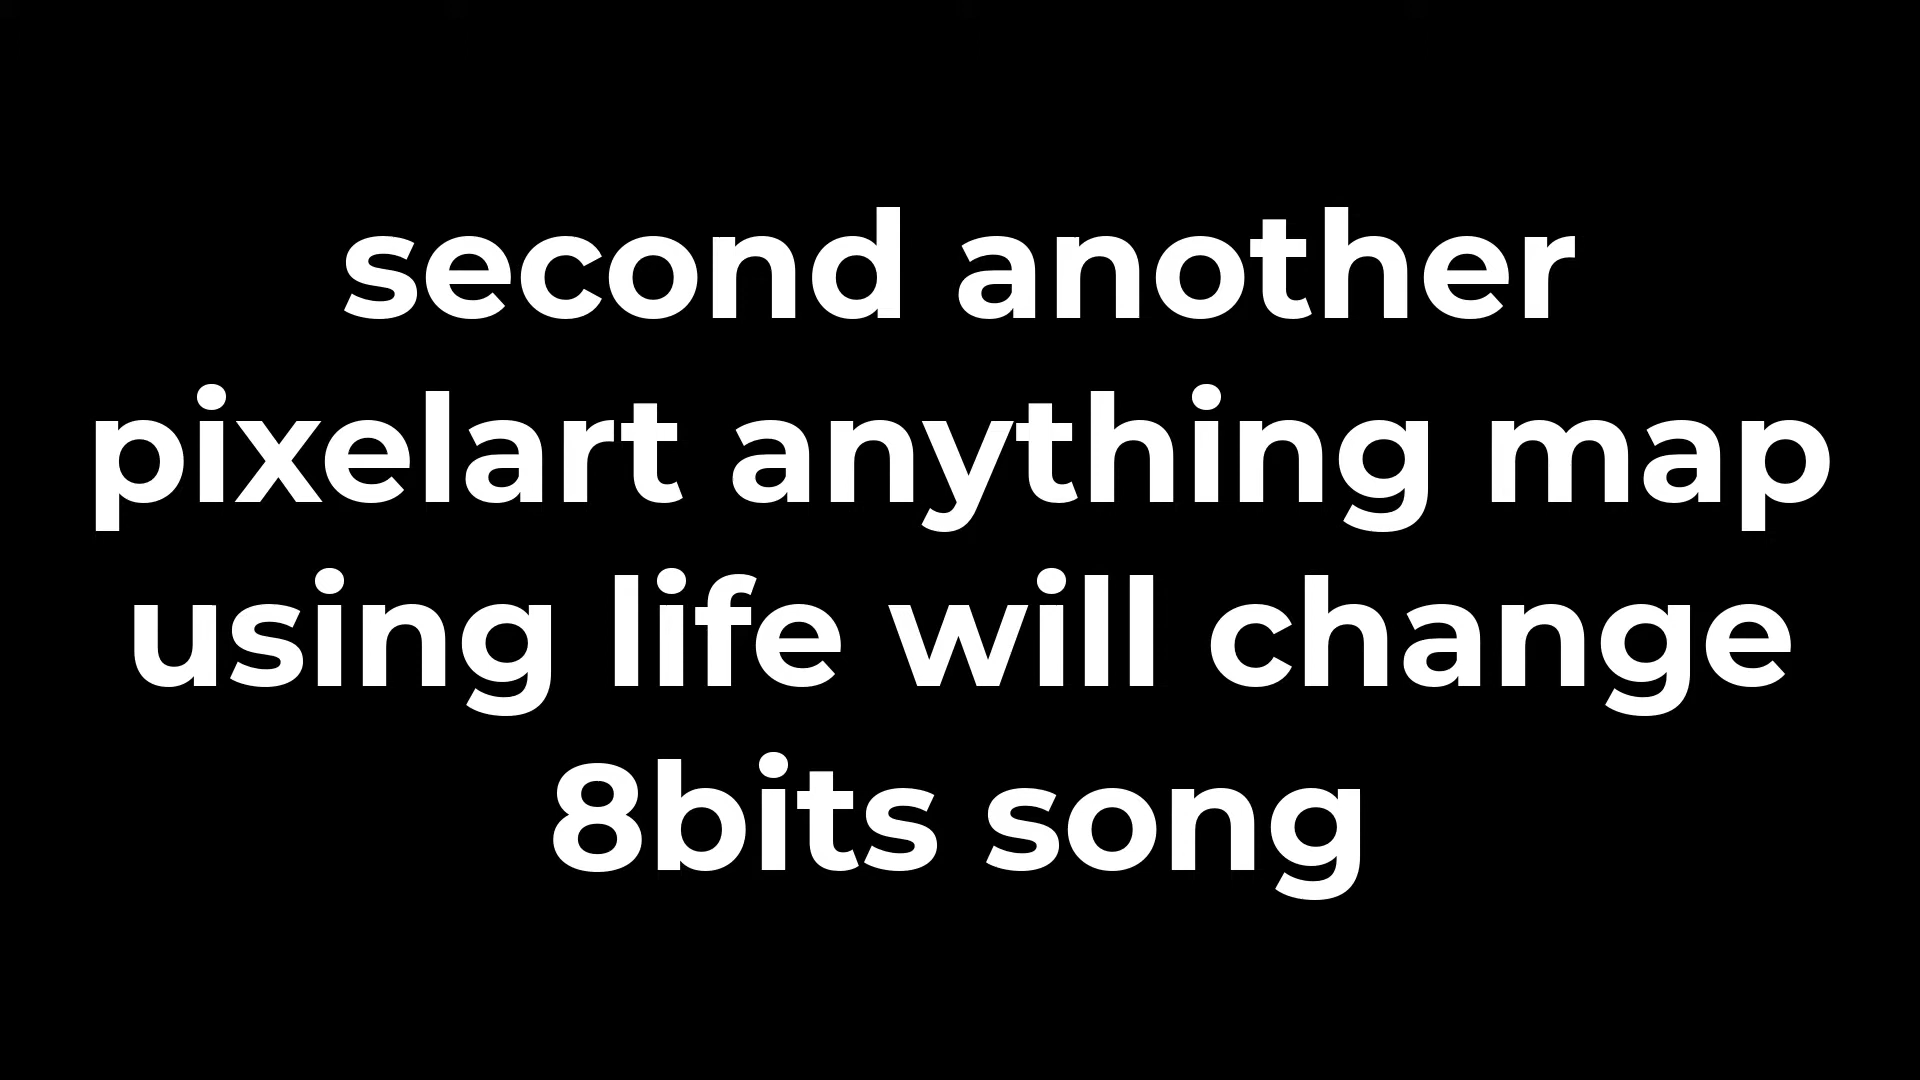 second another
pixelart anything map
using life will change
8bits song